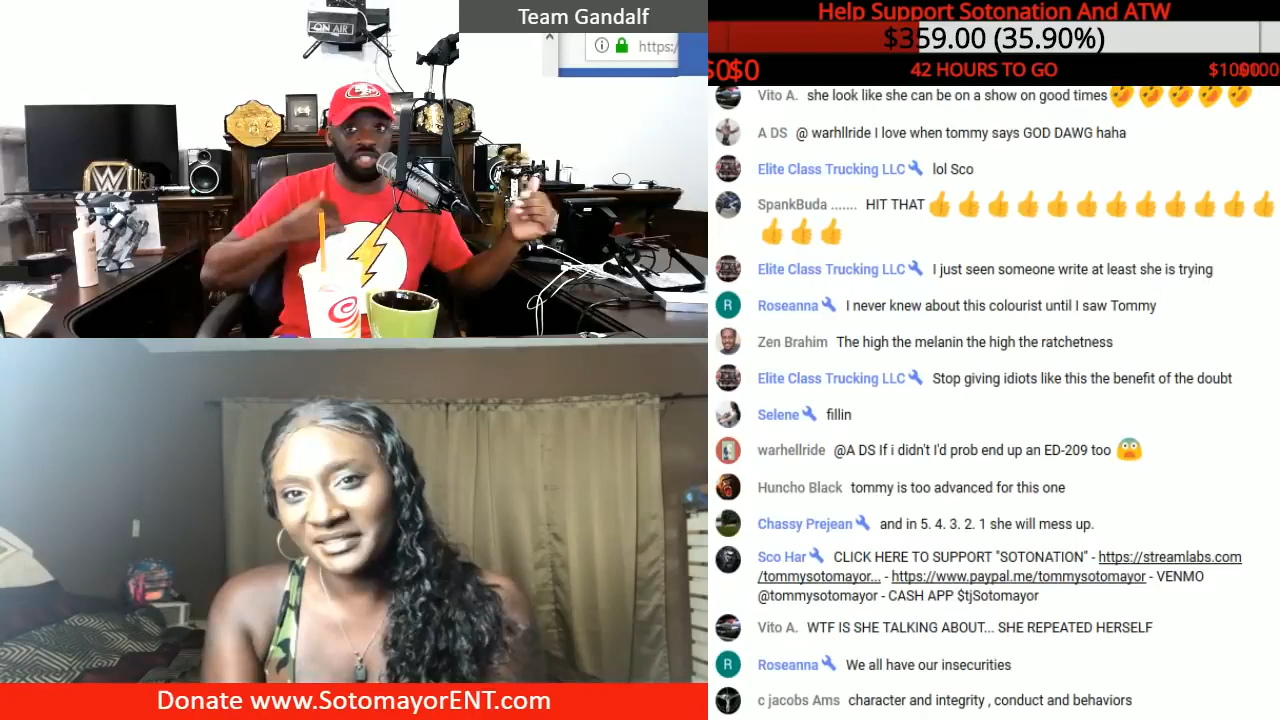 Team Gandalf
ON AIR
https:/
W
Donate www.SotomayorENT.com
Help Support Sotonation And ATW
$359.00 (35.90%)
42 HOURS TO GO
Vito A. she look like she can be on a show on good times🤣🤣🤣🤣🤣
A DS @ warhllride I love when tommy says GOD DAWG haha
Elite Class Trucking LLC lol Sco
SpankBuda ....... HIT THAT 👍👍👍👍👍👍👍👍👍👍👍👍
👍👍👍
Elite Class Trucking LLC I just seen someone write at least she is trying
R Roseanna I never knew about this colourist until I saw Tommy
Zen Brahim The high the melanin the high the ratchetness
Elite Class Trucking LLC Stop giving idiots like this the benefit of the doubt
Selene fillin
warhellride @A DS If i didn't I'd prob end up an ED-209 too 😨
Huncho Black tommy is too advanced for this one
Chassy Prejean and in 5. 4. 3. 2. 1 she will mess up.
Sco Har CLICK HERE TO SUPPORT "SOTONATION" - https://streamlabs.com
/tommysotomayor... - https://www.paypal.me/tommysotomayor - VENMO
@tommysotomayor - CASH APP $tjSotomayor
Vito A. WTF IS SHE TALKING ABOUT... SHE REPEATED HERSELF
R Roseanna We all have our insecurities
c jacobs Ams character and integrity , conduct and behaviors